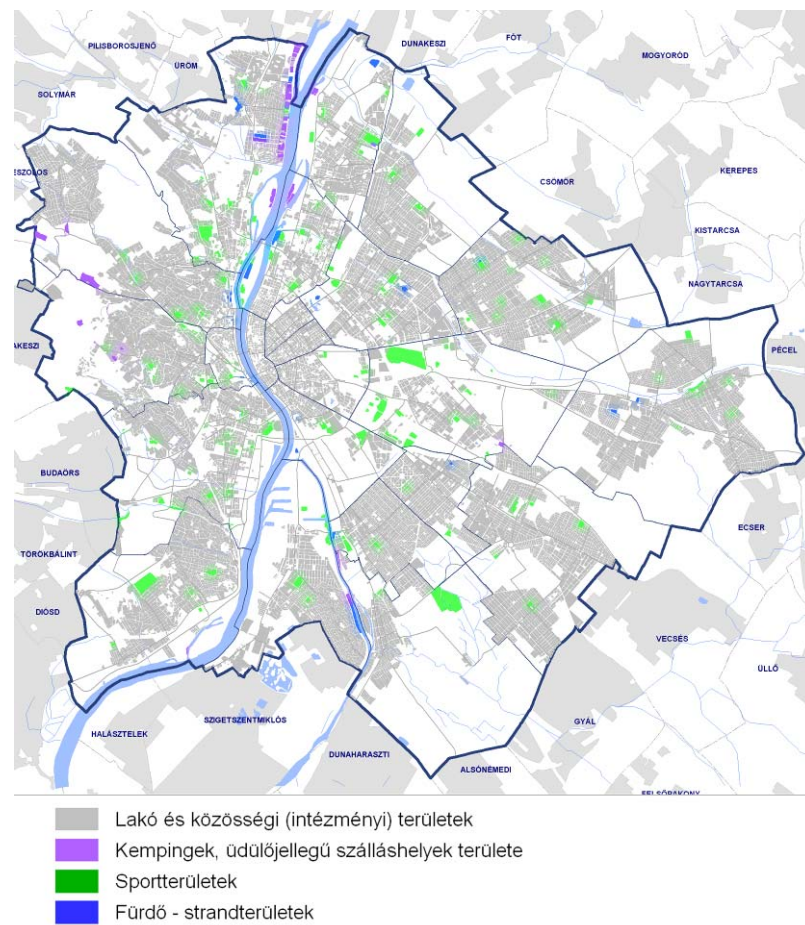 PILISBOROSJENŐ
ÜRÖM
SOLYMÁR
DUNAKESZI
FÓT
MOGYORÓD
CSÖMÖR
KEREPES
KISTARCSA
NAGYTARCSA
PÉCEL
AKESZI
BUDAÖRS
ECSER
TÖRÖKBÁLINT
DIÓSD
VECSÉS
ÜLLŐ
GYÁL
HALÁSZTELEK
SZIGETSZENTMIKLÓS
DUNAHARASZTI
ALSÓNÉMEDI
Lakó és közösségi (intézményi) területek
Kempingek, üdülőjellegű szálláshelyek területe
Sportterületek
Fürdő - strandterületek